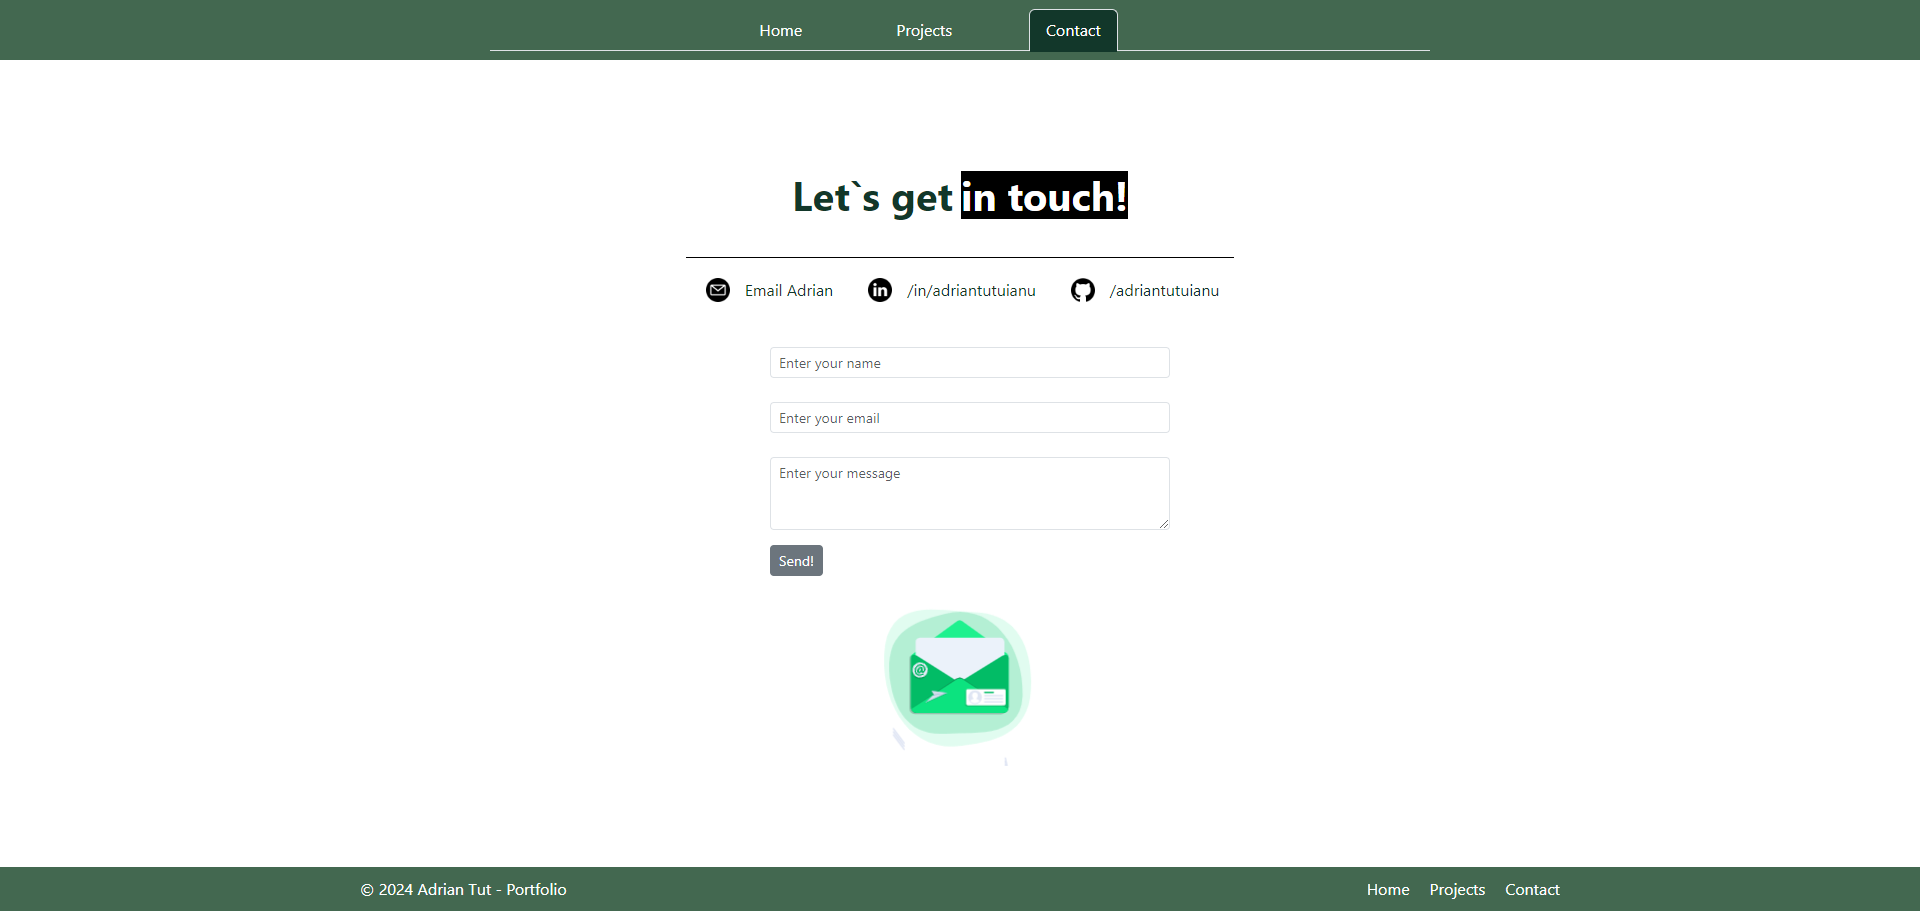 Home Projects Contact
Let`s get in touch!
Email Adrian /in/adriantutuianu /adriantutuianu
Enter your name
Enter your email
Enter your message
Send!
© 2024 Adrian Tut - Portfolio Home Projects Contact